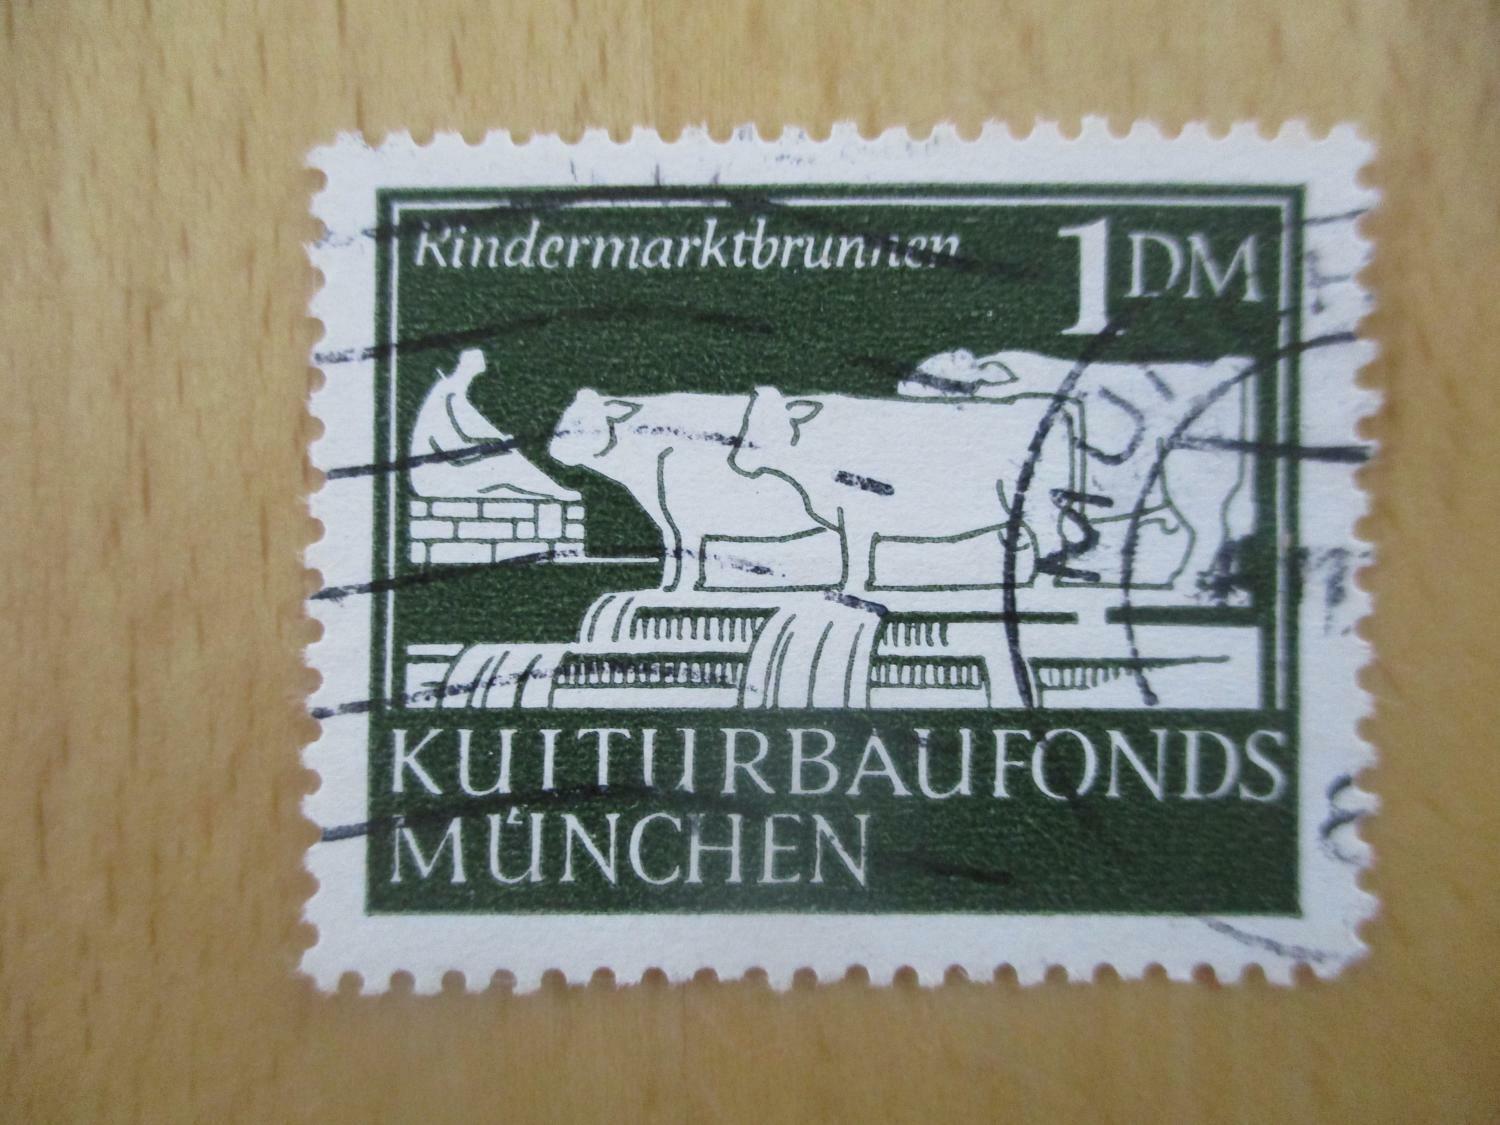 Rindermarktbrunnen
1 DM
KULTURBAUFONDS
MÜNCHEN